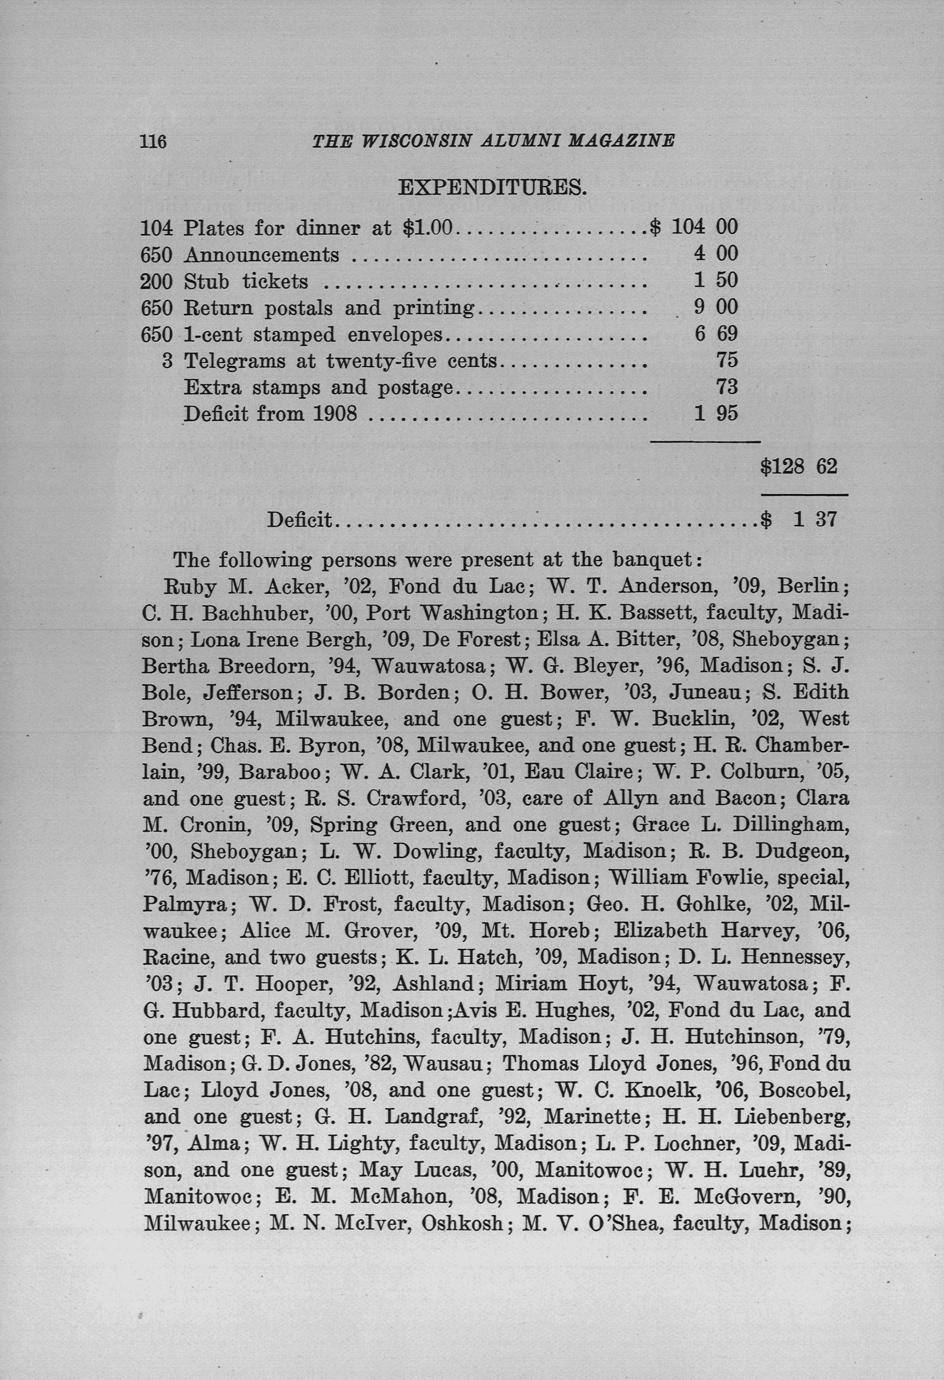 116 THE WISCONSIN ALUMNI MAGAZINE
EXPENDITURES.
104 Plates for dinner at $1.00...................$ 104 00
650 Announcements ........................... 4 00
200 Stub tickets .............................. 1 50
650 Return postals and printing................ 9 00
650 1-cent stamped envelopes................... 6 69
3 Telegrams at twenty-five cents.............. 75
Extra stamps and postage.................. 73
Deficit from 1908 .......................... 1 95
$128 62
Deficit........................................$ 1 37
The following persons were present at the banquet:
Ruby M. Acker, ’02, Fond du Lac; W. T. Anderson, ’09, Berlin;
C. H. Bachhuber, ’00, Port Washington; H. K. Bassett, faculty, Madi-
son; Lona Irene Bergh, ’09, De Forest; Elsa A. Bitter, ’08, Sheboygan;
Bertha Breedorn, ’94, Wauwatosa; W. G. Bleyer, ’96, Madison; S. J.
Bole, Jefferson; J. B. Borden; O. H. Bower, ’03, Juneau; S. Edith
Brown, ’94, Milwaukee, and one guest; F. W. Bucklin, ’02, West
Bend; Chas. E. Byron, ’08, Milwaukee, and one guest; H. R. Chamber-
lain, ’99, Baraboo; W. A. Clark, ’01, Eau Claire; W. P. Colburn, ’05,
and one guest; R. S. Crawford, ’03, care of Allyn and Bacon; Clara
M. Cronin, ’09, Spring Green, and one guest; Grace L. Dillingham,
’00, Sheboygan; L. W. Dowling, faculty, Madison; R. B. Dudgeon,
’76, Madison; E. C. Elliott, faculty, Madison; William Fowlie, special,
Palmyra; W. D. Frost, faculty, Madison; Geo. H. Gohlke, ’02, Mil-
waukee; Alice M. Grover, ’09, Mt. Horeb; Elizabeth Harvey, ’06,
Racine, and two guests; K. L. Hatch, ’09, Madison; D. L. Hennessey,
’03; J. T. Hooper, ’92, Ashland; Miriam Hoyt, ’94, Wauwatosa; F.
G. Hubbard, faculty, Madison;Avis E. Hughes, ’02, Fond du Lac, and
one guest; F. A. Hutchins, faculty, Madison; J. H. Hutchinson, ’79,
Madison; G. D. Jones, ’82, Wausau; Thomas Lloyd Jones, ’96, Fond du
Lac; Lloyd Jones, ’08, and one guest; W. C. Knoelk, ’06, Boscobel,
and one guest; G. H. Landgraf, ’92, Marinette; H. H. Liebenberg,
’97, Alma; W. H. Lighty, faculty, Madison; L. P. Lochner, ’09, Madi-
son, and one guest; May Lucas, ’00, Manitowoc; W. H. Luehr, ’89,
Manitowoc; E. M. McMahon, ’08, Madison; F. E. McGovern, ’90,
Milwaukee; M. N. McIver, Oshkosh; M. V. O’Shea, faculty, Madison;